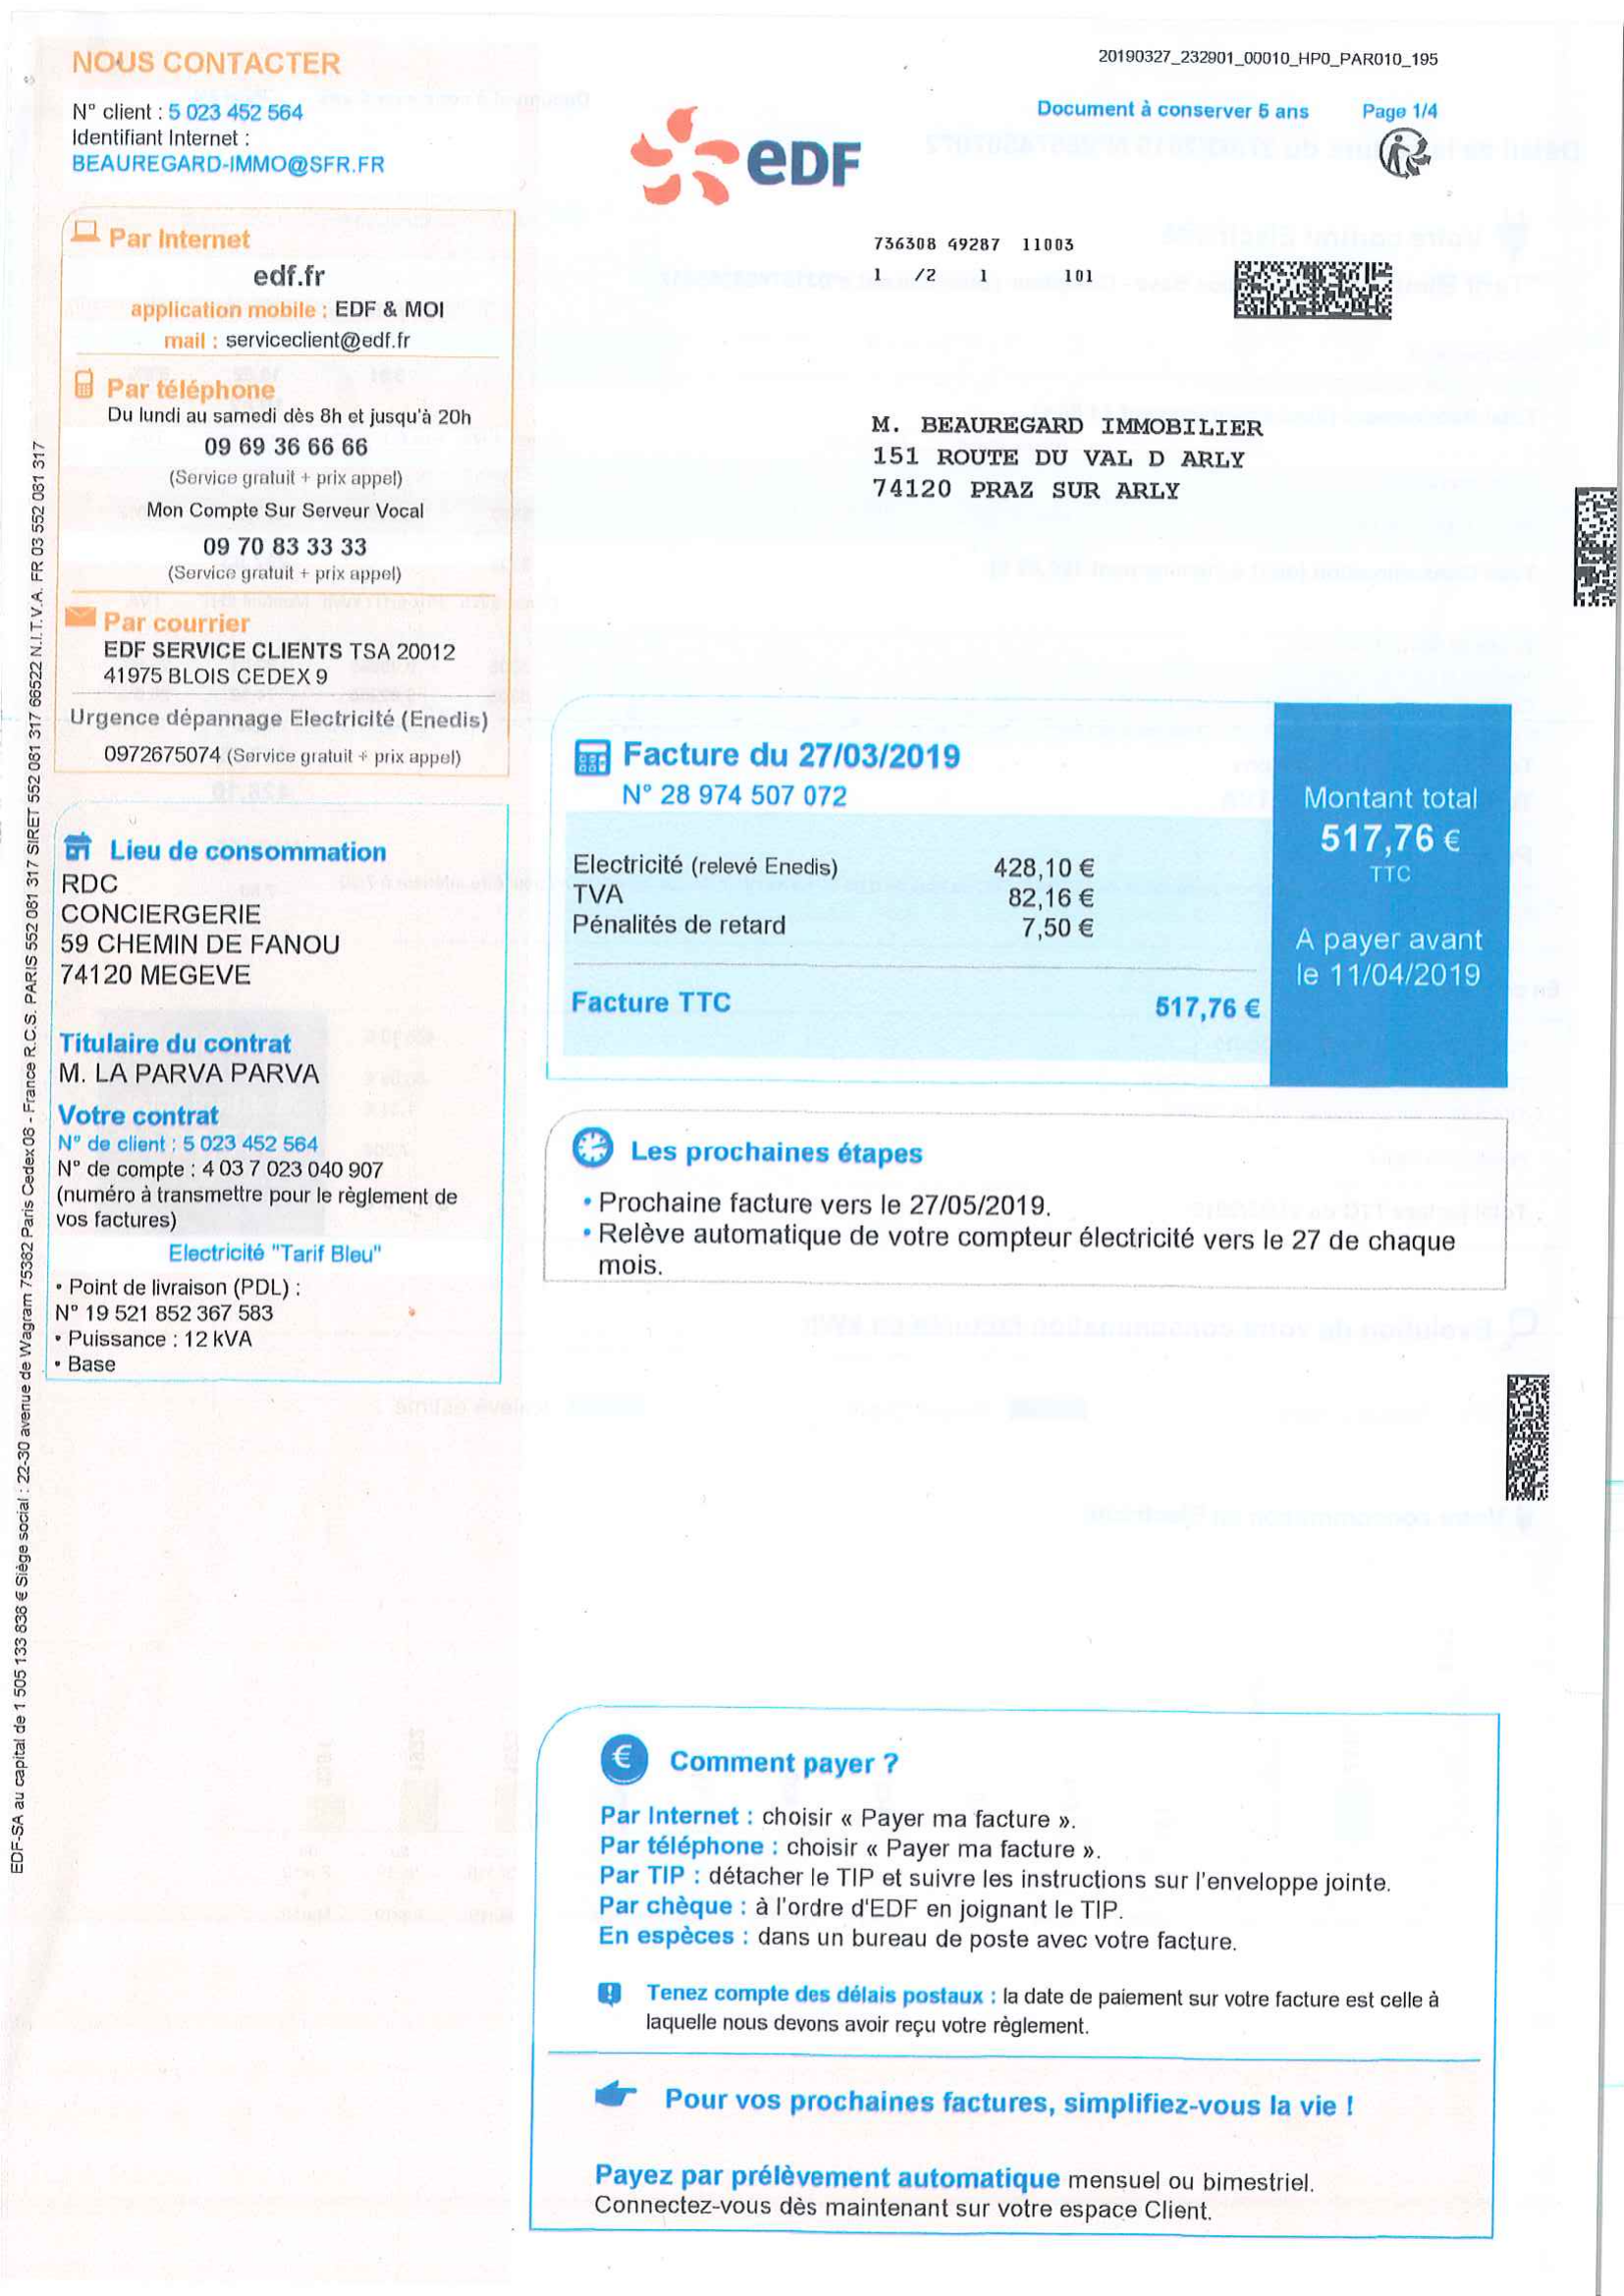 NOUS CONTACTER
N° client : 5 023 452 564
Identifiant Internet :
BEAUREGARD-IMMO@SFR.FR
Par Internet
edf.fr
application mobile : EDF & MOI
mail : serviceclient@edf.fr
Par téléphone
Du lundi au samedi dès 8h et jusqu'à 20h
09 69 36 66 66
(Service gratuit + prix appel)
Mon Compte Sur Serveur Vocal
09 70 83 33 33
(Service gratuit + prix appel)
Par courrier
EDF SERVICE CLIENTS TSA 20012
41975 BLOIS CEDEX 9
Urgence dépannage Electricité (Enedis)
0972675074 (Service gratuit + prix appel)
Lieu de consommation
RDC
CONCIERGERIE
59 CHEMIN DE FANOU
74120 MEGEVE
Titulaire du contrat
M. LA PARVA PARVA
Votre contrat
N° de client : 5 023 452 564
N° de compte : 4 03 7 023 040 907
(numéro à transmettre pour le règlement de
vos factures)
Electricité "Tarif Bleu"
• Point de livraison (PDL) :
N° 19 521 852 367 583
• Puissance : 12 kVA
• Base
EDF-SA au capital de 1 505 133 838 € Siège social : 22-30 avenue de Wagram 75382 Paris Cedex 08 - France R.C.S. PARIS 552 081 317 SIRET 552 081 317 66522 N.I.T.V.A. FR 03 552 081 317
20190327_232901_00010_HP0_PAR010_195
Document à conserver 5 ans Page 1/4
eDF
736308 49287 11003
1 /2 1 101
M. BEAUREGARD IMMOBILIER
151 ROUTE DU VAL D ARLY
74120 PRAZ SUR ARLY
Facture du 27/03/2019
N° 28 974 507 072
Electricité (relevé Enedis) 428,10 €
TVA 82,16 €
Pénalités de retard 7,50 €
Facture TTC 517,76 €
Montant total
517,76 €
TTC
A payer avant
le 11/04/2019
Les prochaines étapes
• Prochaine facture vers le 27/05/2019.
• Relève automatique de votre compteur électricité vers le 27 de chaque
mois.
Comment payer ?
Par Internet : choisir « Payer ma facture ».
Par téléphone : choisir « Payer ma facture ».
Par TIP : détacher le TIP et suivre les instructions sur l'enveloppe jointe.
Par chèque : à l'ordre d'EDF en joignant le TIP.
En espèces : dans un bureau de poste avec votre facture.
Tenez compte des délais postaux : la date de paiement sur votre facture est celle à
laquelle nous devons avoir reçu votre règlement.
Pour vos prochaines factures, simplifiez-vous la vie !
Payez par prélèvement automatique mensuel ou bimestriel.
Connectez-vous dès maintenant sur votre espace Client.